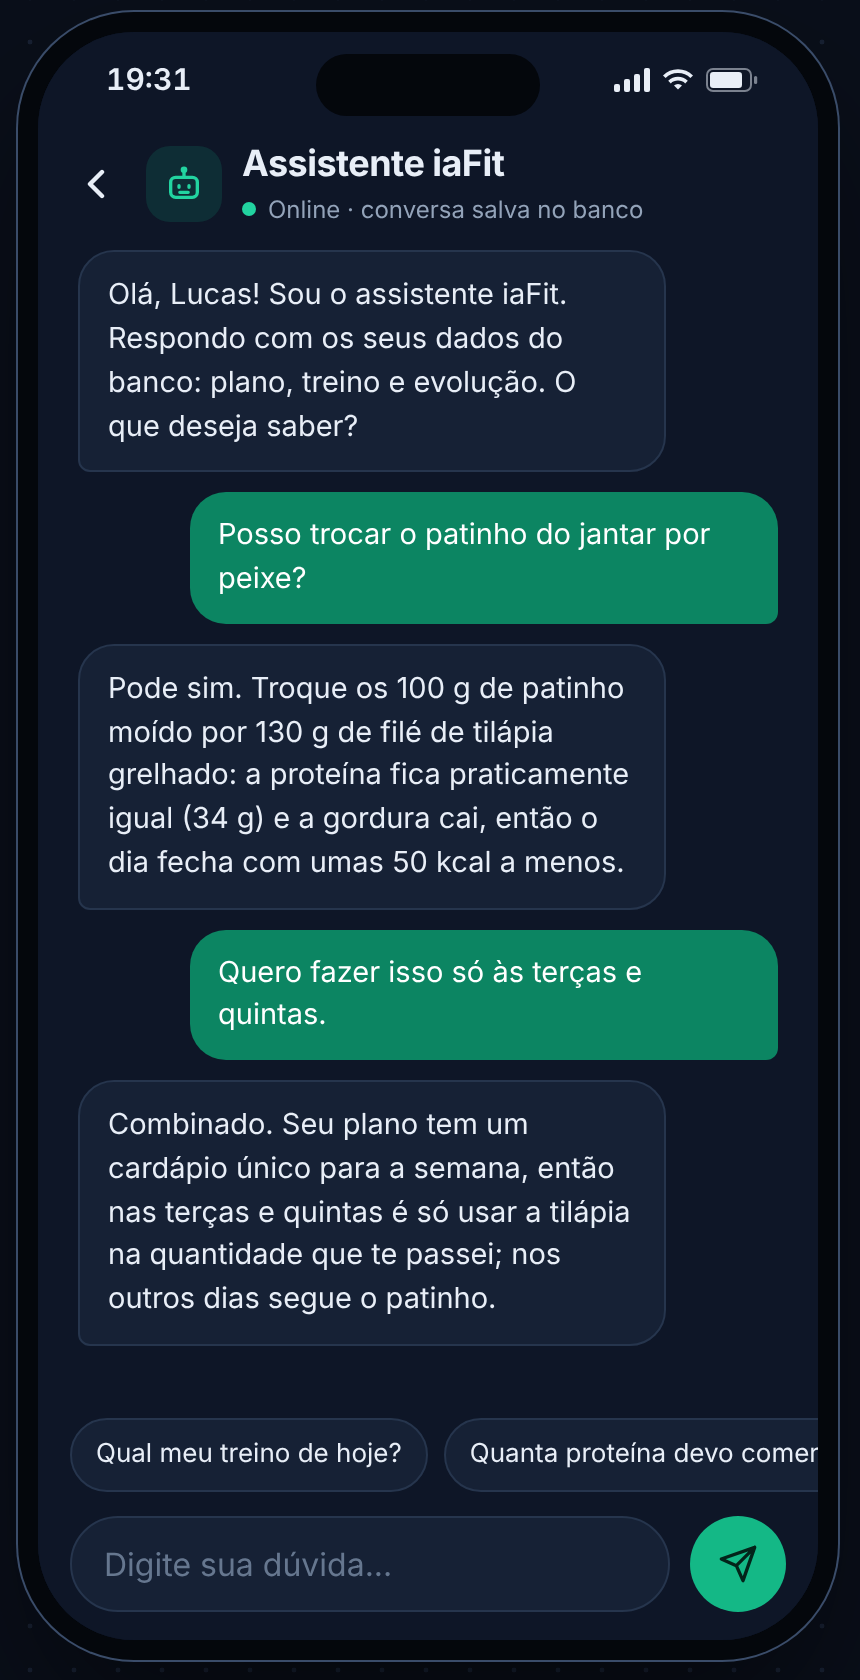 19:31
Assistente iaFit
Online · conversa salva no banco
Olá, Lucas! Sou o assistente iaFit.
Respondo com os seus dados do
banco: plano, treino e evolução. O
que deseja saber?
Posso trocar o patinho do jantar por
peixe?
Pode sim. Troque os 100 g de patinho
moído por 130 g de filé de tilápia
grelhado: a proteína fica praticamente
igual (34 g) e a gordura cai, então o
dia fecha com umas 50 kcal a menos.
Quero fazer isso só às terças e
quintas.
Combinado. Seu plano tem um
cardápio único para a semana, então
nas terças e quintas é só usar a tilápia
na quantidade que te passei; nos
outros dias segue o patinho.
Qual meu treino de hoje?
Quanta proteína devo comer
Digite sua dúvida...